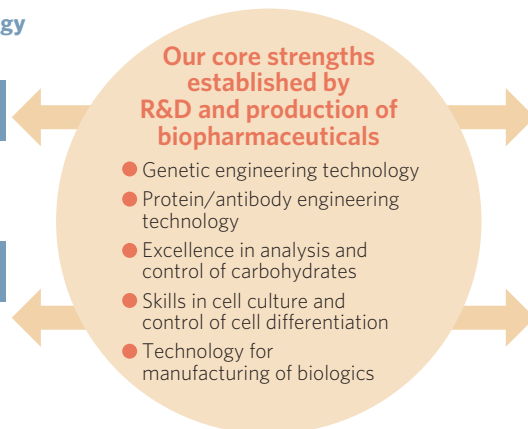 gy
Our core strengths
established by
R&D and production of
biopharmaceuticals
● Genetic engineering technology
● Protein/antibody engineering
technology
● Excellence in analysis and
control of carbohydrates
● Skills in cell culture and
control of cell differentiation
● Technology for
manufacturing of biologics